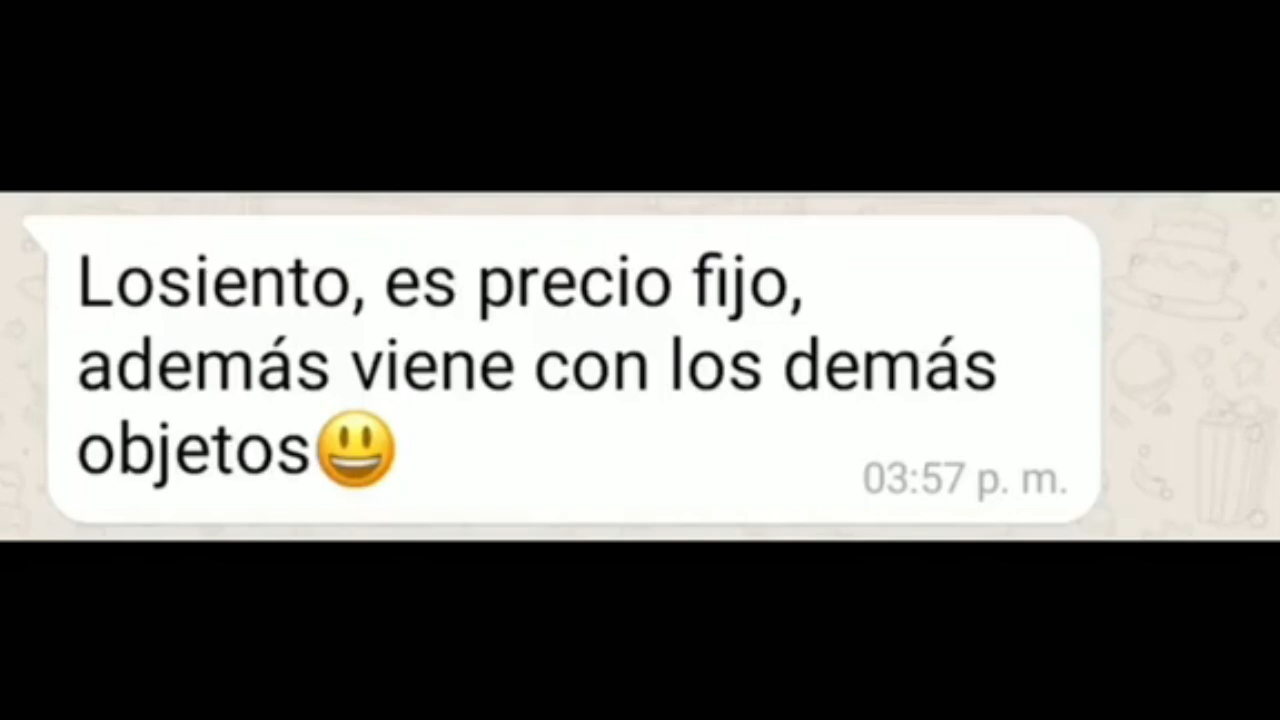 Losiento, es precio fijo,
además viene con los demás
objetos😃
03:57 p. m.